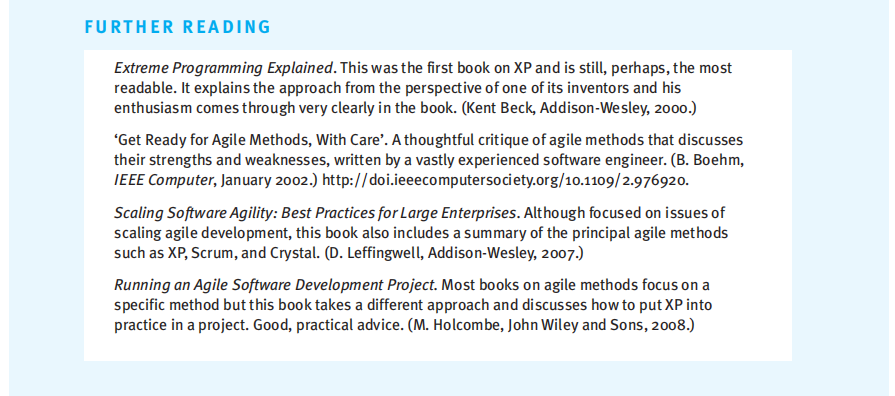 FURTHER READING
Extreme Programming Explained. This was the first book on XP and is still, perhaps, the most
readable. It explains the approach from the perspective of one of its inventors and his
enthusiasm comes through very clearly in the book. (Kent Beck, Addison-Wesley, 2000.)
‘Get Ready for Agile Methods, With Care’. A thoughtful critique of agile methods that discusses
their strengths and weaknesses, written by a vastly experienced software engineer. (B. Boehm,
IEEE Computer, January 2002.) http://doi.ieeecomputersociety.org/10.1109/2.976920.
Scaling Software Agility: Best Practices for Large Enterprises. Although focused on issues of
scaling agile development, this book also includes a summary of the principal agile methods
such as XP, Scrum, and Crystal. (D. Leffingwell, Addison-Wesley, 2007.)
Running an Agile Software Development Project. Most books on agile methods focus on a
specific method but this book takes a different approach and discusses how to put XP into
practice in a project. Good, practical advice. (M. Holcombe, John Wiley and Sons, 2008.)